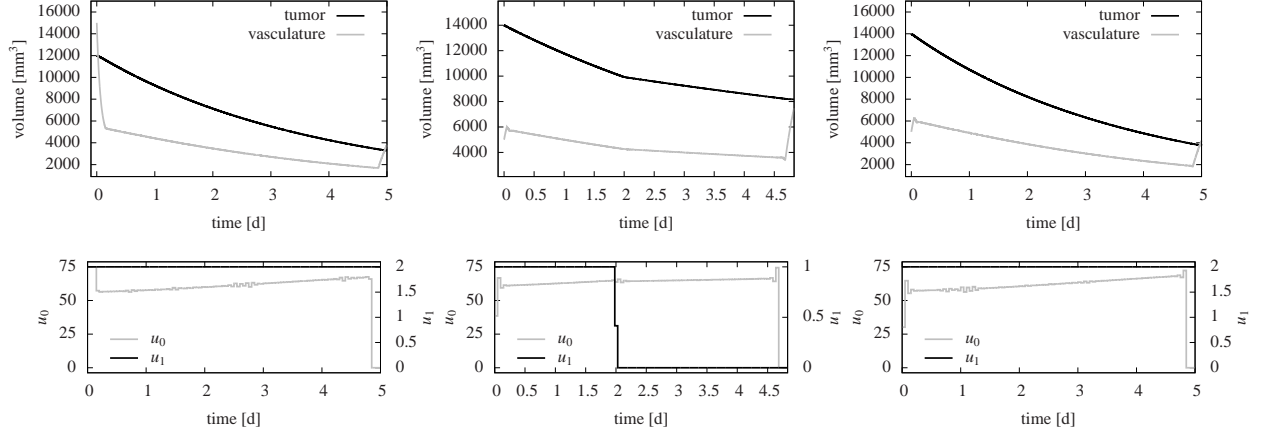 tumor
vasculature
volume [mm³]
16000
14000
12000
10000
8000
6000
4000
2000
0 1 2 3 4 5
time [d]
tumor
vasculature
volume [mm³]
14000
12000
10000
8000
6000
4000
0 0.5 1 1.5 2 2.5 3 3.5 4 4.5
time [d]
tumor
vasculature
volume [mm³]
16000
14000
12000
10000
8000
6000
4000
2000
0 1 2 3 4 5
time [d]
u₀
75
50
25
0
u₀
u₁
2
1.5
1
0.5
0
u₁
0 1 2 3 4 5
time [d]
u₀
75
50
25
0
u₀
u₁
1
0.5
0
u₁
0 0.5 1 1.5 2 2.5 3 3.5 4 4.5
time [d]
u₀
75
50
25
0
u₀
u₁
2
1.5
1
0.5
0
u₁
0 1 2 3 4 5
time [d]